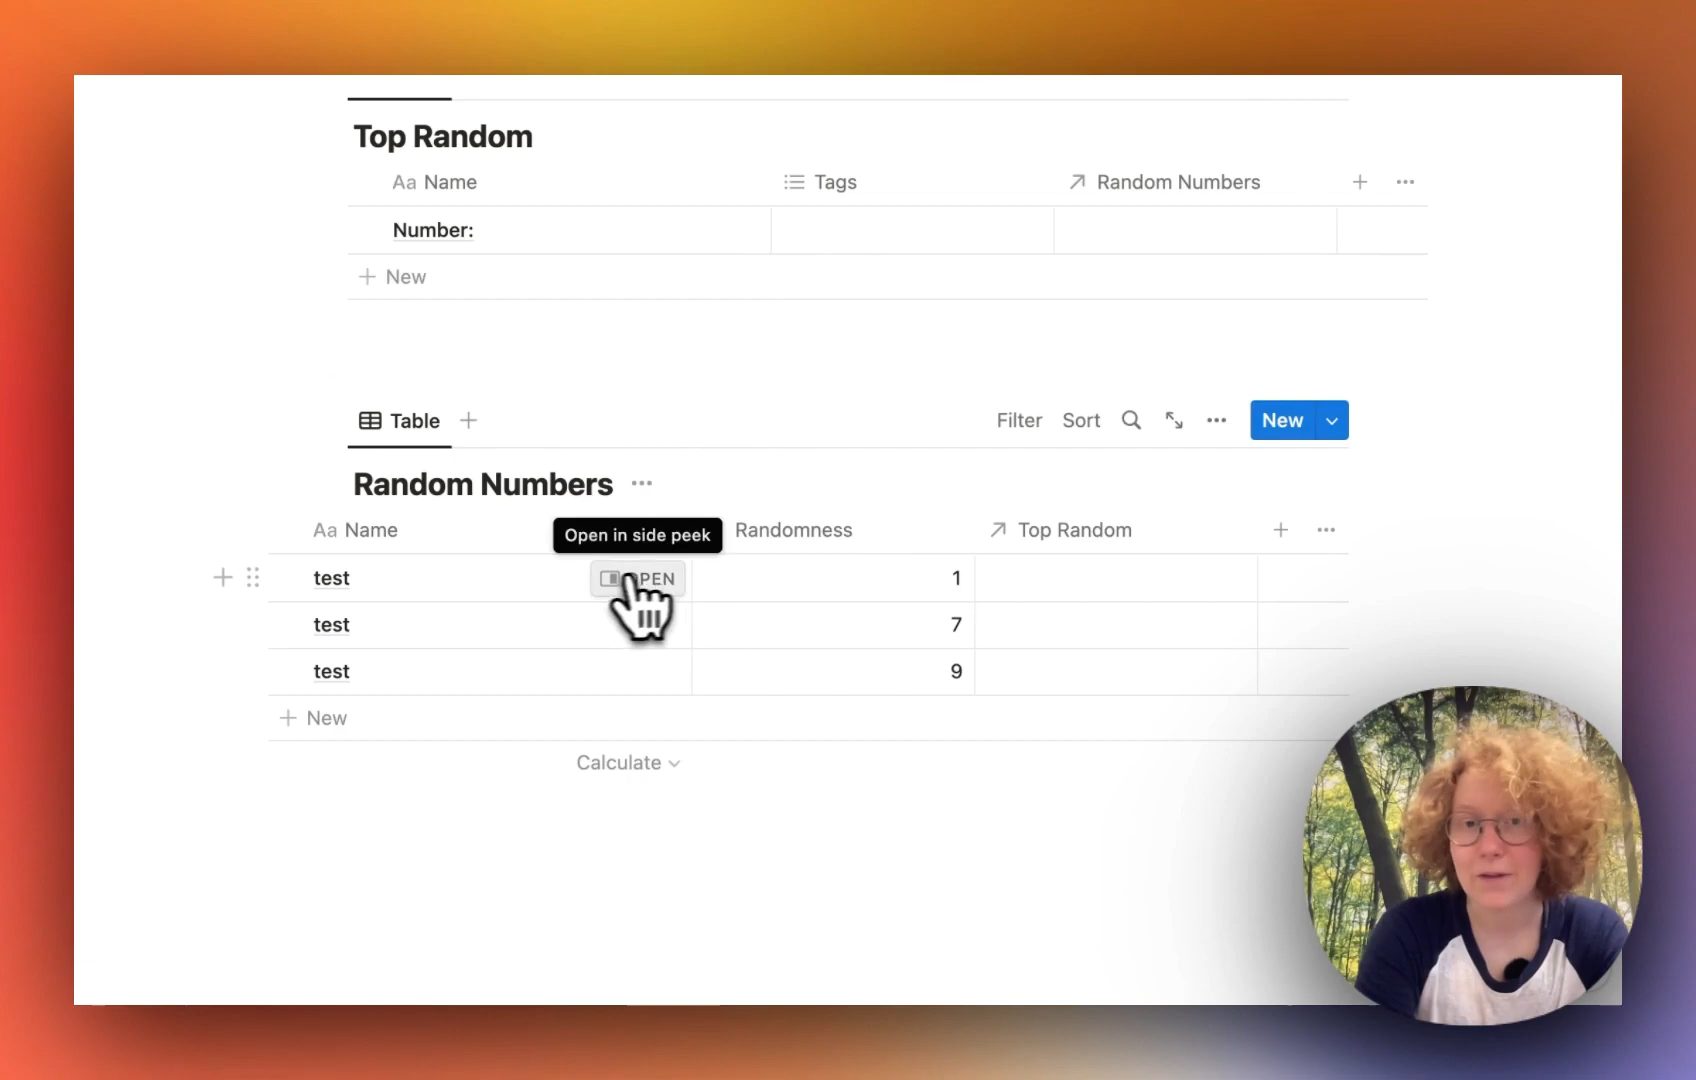 Top Random
Aa Name Tags Random Numbers
Number:
New
Table Filter Sort New
Random Numbers
Aa Name Open in side peek Randomness Top Random
test OPEN 1
test 7
test 9
New
Calculate